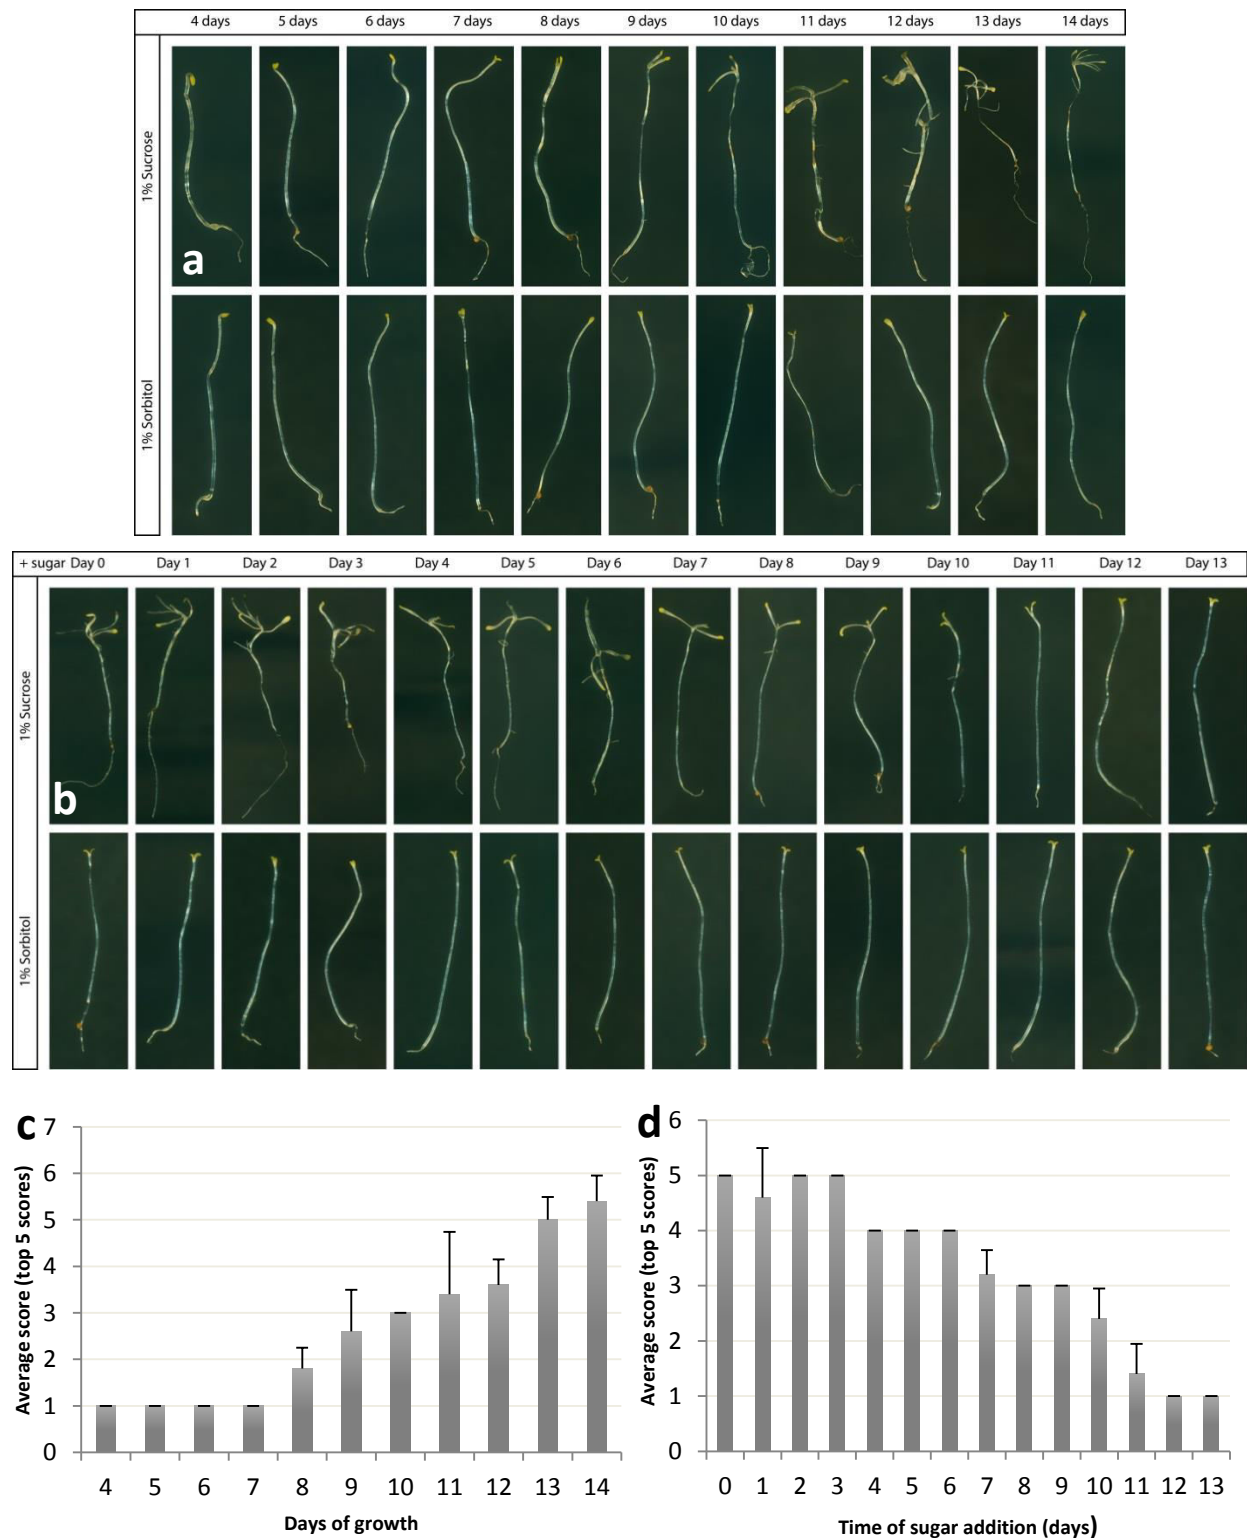 4 days 5 days 6 days 7 days 8 days 9 days 10 days 11 days 12 days 13 days 14 days
1% Sucrose
a
1% Sorbitol
+ sugar Day 0 Day 1 Day 2 Day 3 Day 4 Day 5 Day 6 Day 7 Day 8 Day 9 Day 10 Day 11 Day 12 Day 13
1% Sucrose
b
1% Sorbitol
c
Average score (top 5 scores)
7
6
5
4
3
2
1
0
4 5 6 7 8 9 10 11 12 13 14
Days of growth
d
Average score (top 5 scores)
6
5
4
3
2
1
0
0 1 2 3 4 5 6 7 8 9 10 11 12 13
Time of sugar addition (days)